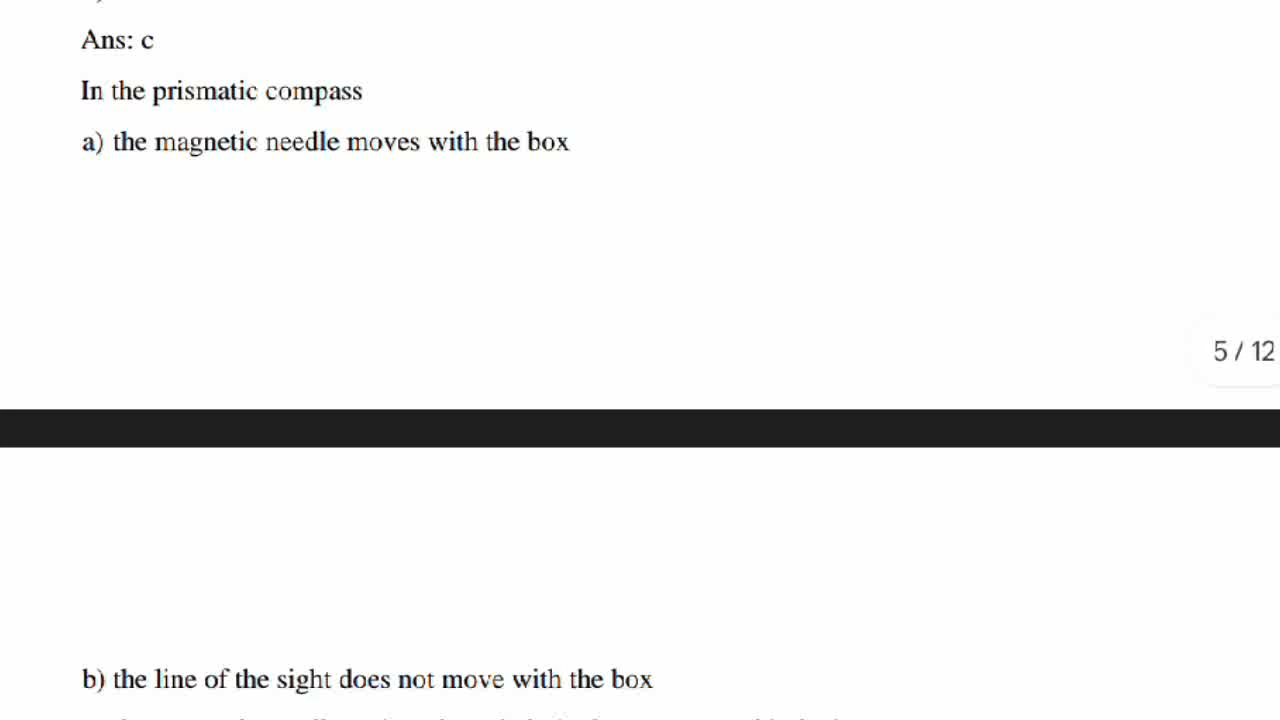 Ans: c
In the prismatic compass
a) the magnetic needle moves with the box
5 / 12
b) the line of the sight does not move with the box